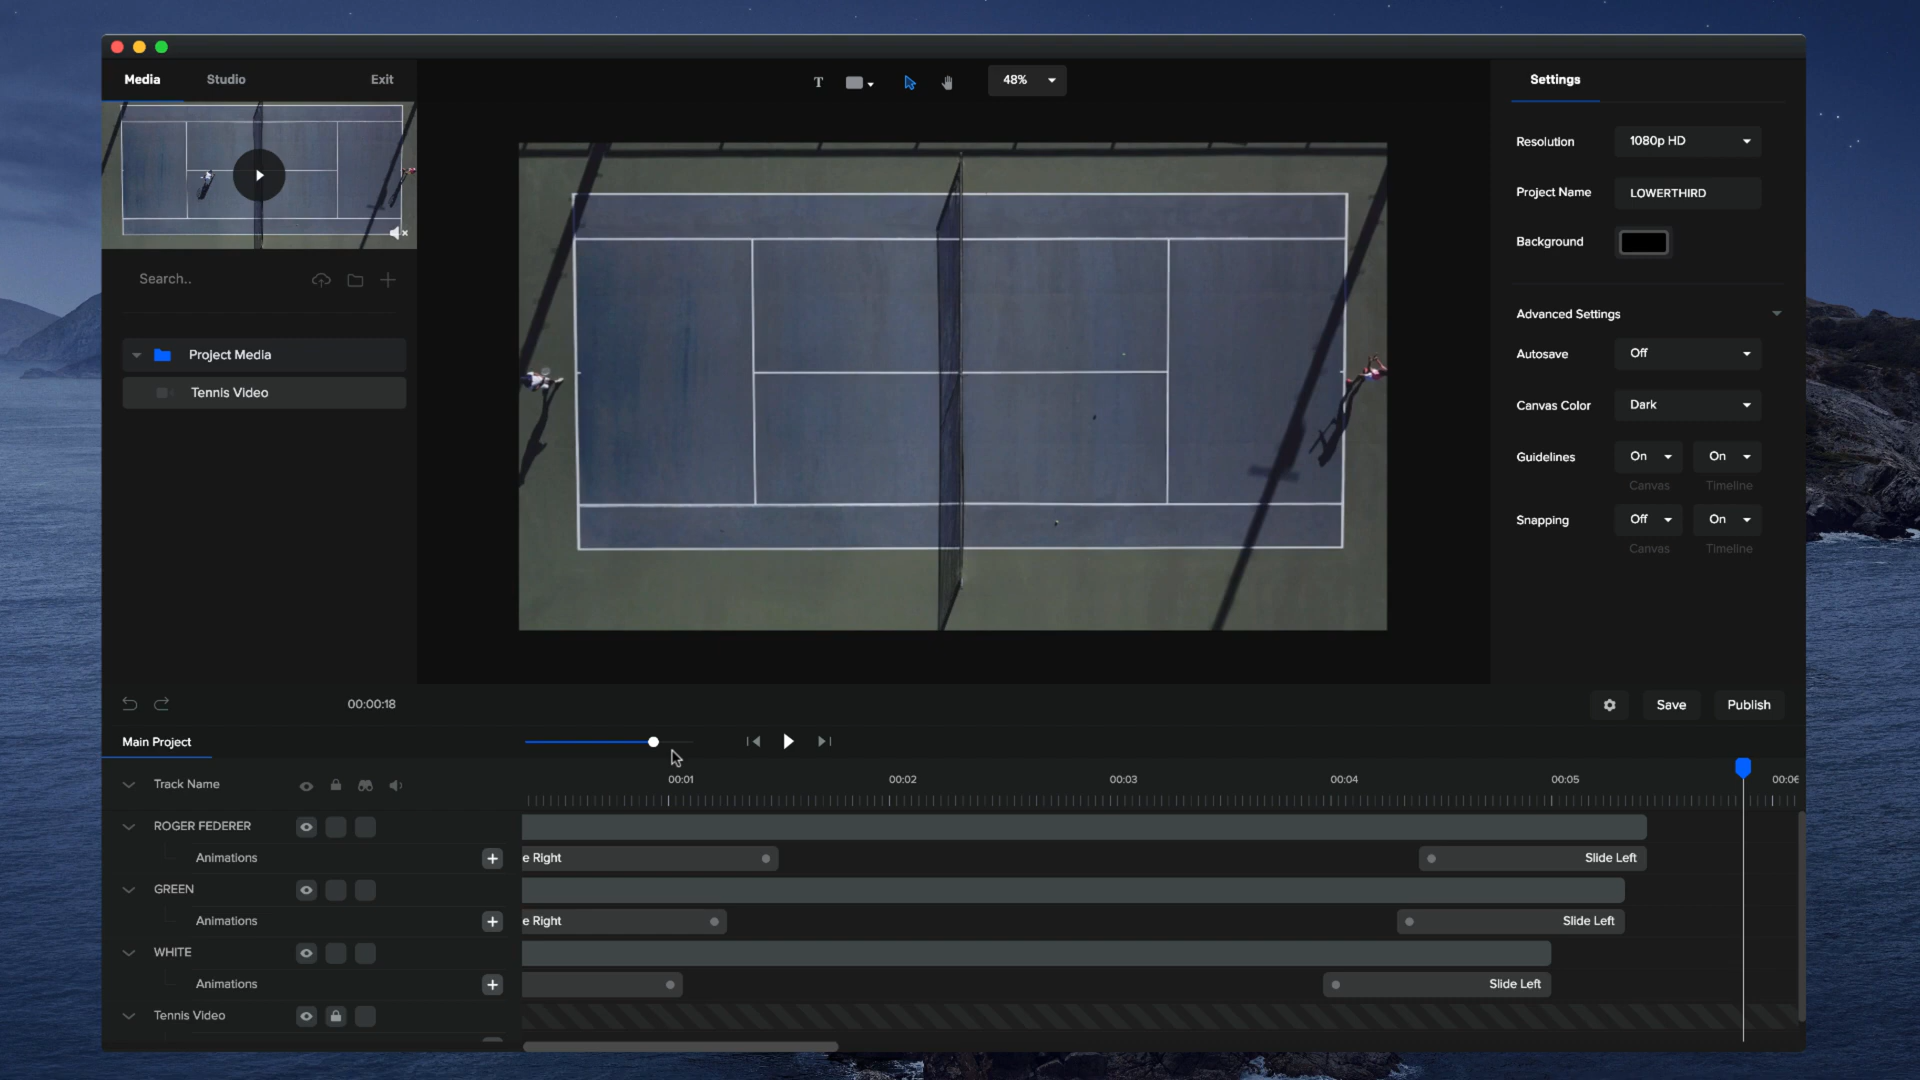 Media
Studio
Exit
T
48%
Settings
Resolution
1080p HD
Project Name
LOWERTHIRD
Background
Search..
Advanced Settings
Project Media
Autosave
Off
Tennis Video
Canvas Color
Dark
Guidelines
On
On
Canvas
Timeline
Snapping
Off
On
Canvas
Timeline
00:00:18
Save
Publish
Main Project
Track Name
00:01
00:02
00:03
00:04
00:05
ROGER FEDERER
Animations
e Right
Slide Left
GREEN
Animations
e Right
Slide Left
WHITE
Animations
Slide Left
Tennis Video